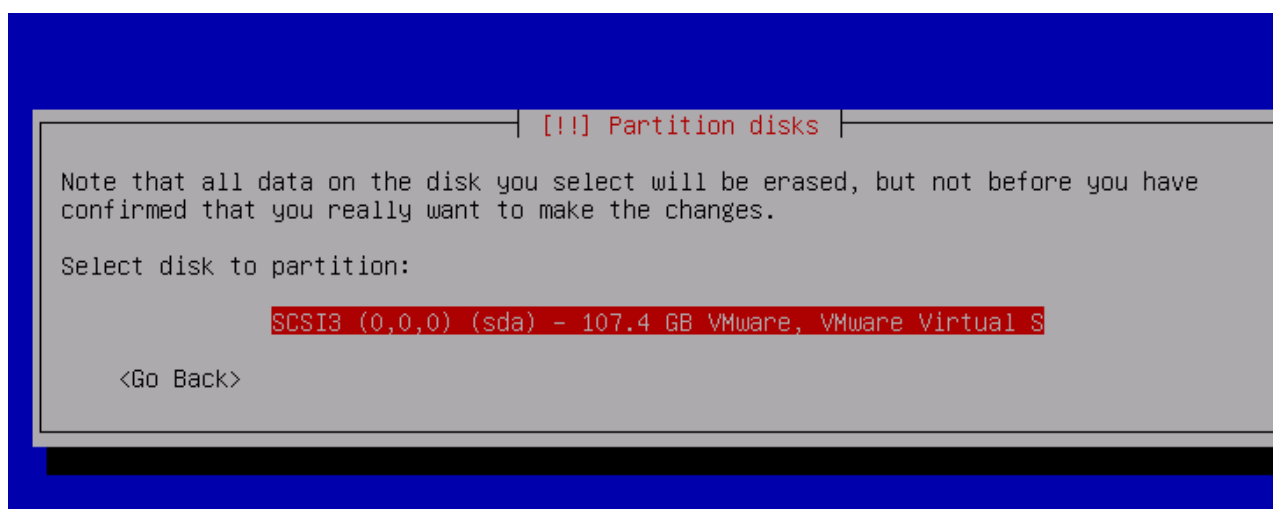 [!!] Partition disks
Note that all data on the disk you select will be erased, but not before you have
confirmed that you really want to make the changes.
Select disk to partition:
SCSI3 (0,0,0) (sda) - 107.4 GB VMware, VMware Virtual S
<Go Back>